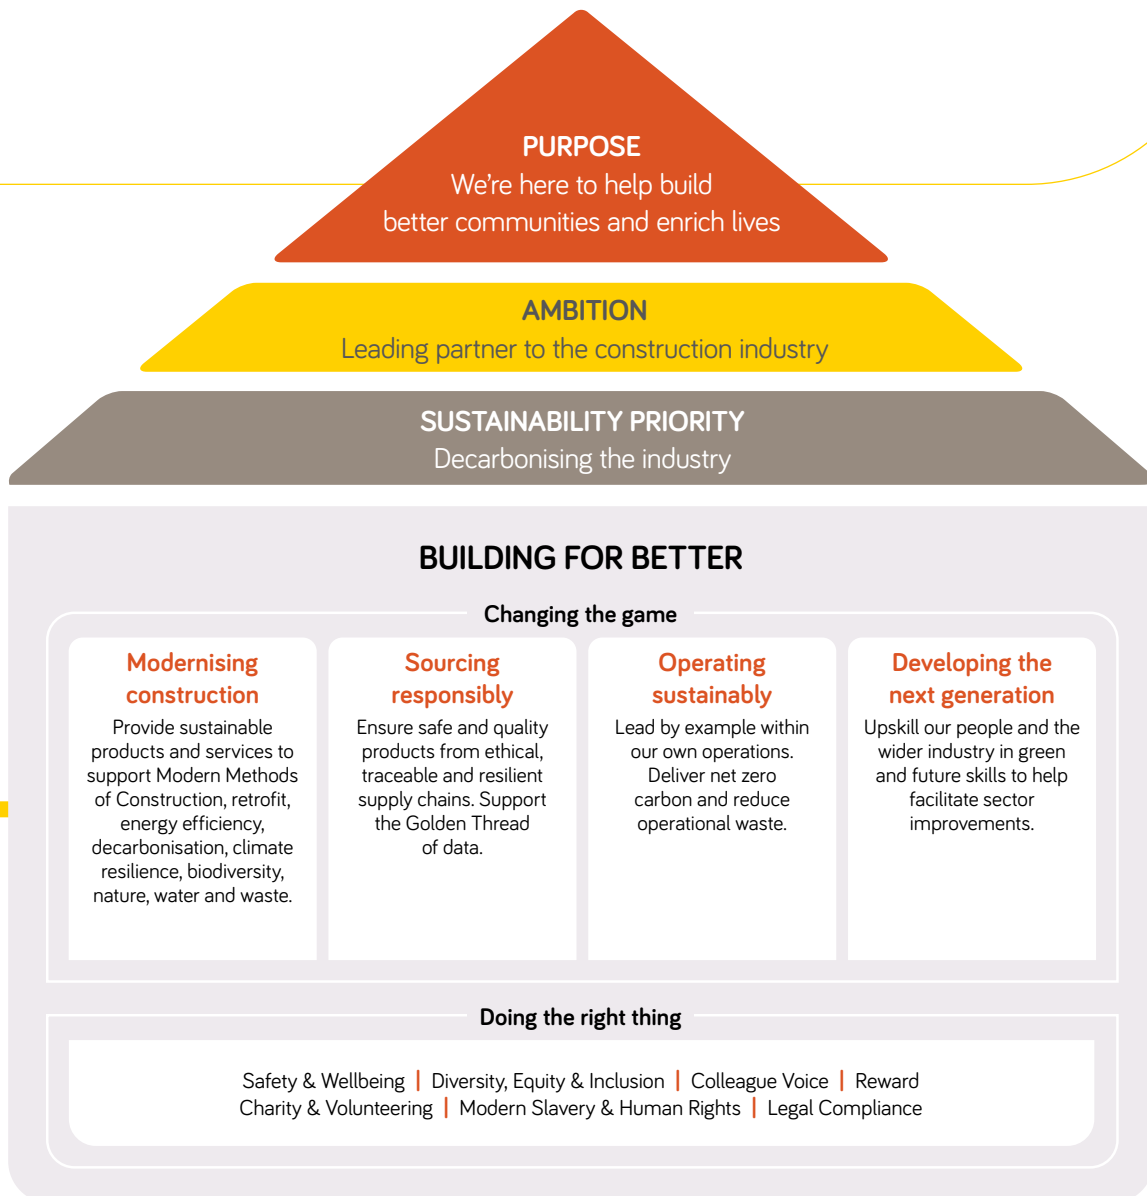 PURPOSE
We're here to help build
better communities and enrich lives
AMBITION
Leading partner to the construction industry
SUSTAINABILITY PRIORITY
Decarbonising the industry
BUILDING FOR BETTER
Changing the game
Modernising
construction
Provide sustainable
products and services to
support Modern Methods
of Construction, retrofit,
energy efficiency,
decarbonisation, climate
resilience, biodiversity,
nature, water and waste.
Sourcing
responsibly
Ensure safe and quality
products from ethical,
traceable and resilient
supply chains. Support
the Golden Thread
of data.
Operating
sustainably
Lead by example within
our own operations.
Deliver net zero
carbon and reduce
operational waste.
Developing the
next generation
Upskill our people and the
wider industry in green
and future skills to help
facilitate sector
improvements.
Doing the right thing
Safety & Wellbeing | Diversity, Equity & Inclusion | Colleague Voice | Reward
Charity & Volunteering | Modern Slavery & Human Rights | Legal Compliance